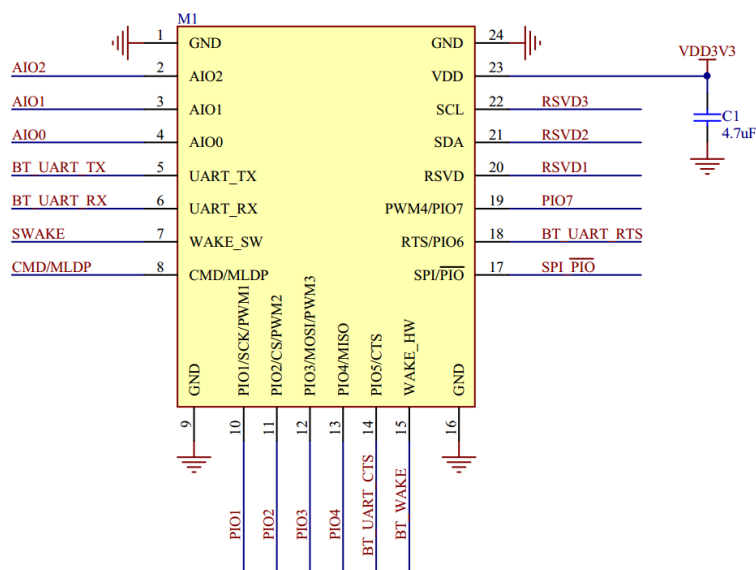 M1
1 GND GND 24
VDD3V3
AIO2 2 AIO2 VDD 23
AIO1 3 AIO1 SCL 22 RSVD3
C1
4.7uF
AIO0 4 AIO0 SDA 21 RSVD2
BT_UART_TX 5 UART_TX RSVD 20 RSVD1
BT_UART_RX 6 UART_RX PWM4/PIO7 19 PIO7
SWAKE 7 WAKE_SW RTS/PIO6 18 BT_UART_RTS
CMD/MLDP 8 CMD/MLDP SPI/PIO 17 SPI_PIO
GND
PIO1/SCK/PWM1
PIO2/CS/PWM2
PIO3/MOSI/PWM3
PIO4/MISO
PIO5/CTS
WAKE_HW
GND
9 10 11 12 13 14 15 16
PIO1
PIO2
PIO3
PIO4
BT_UART_CTS
BT_WAKE